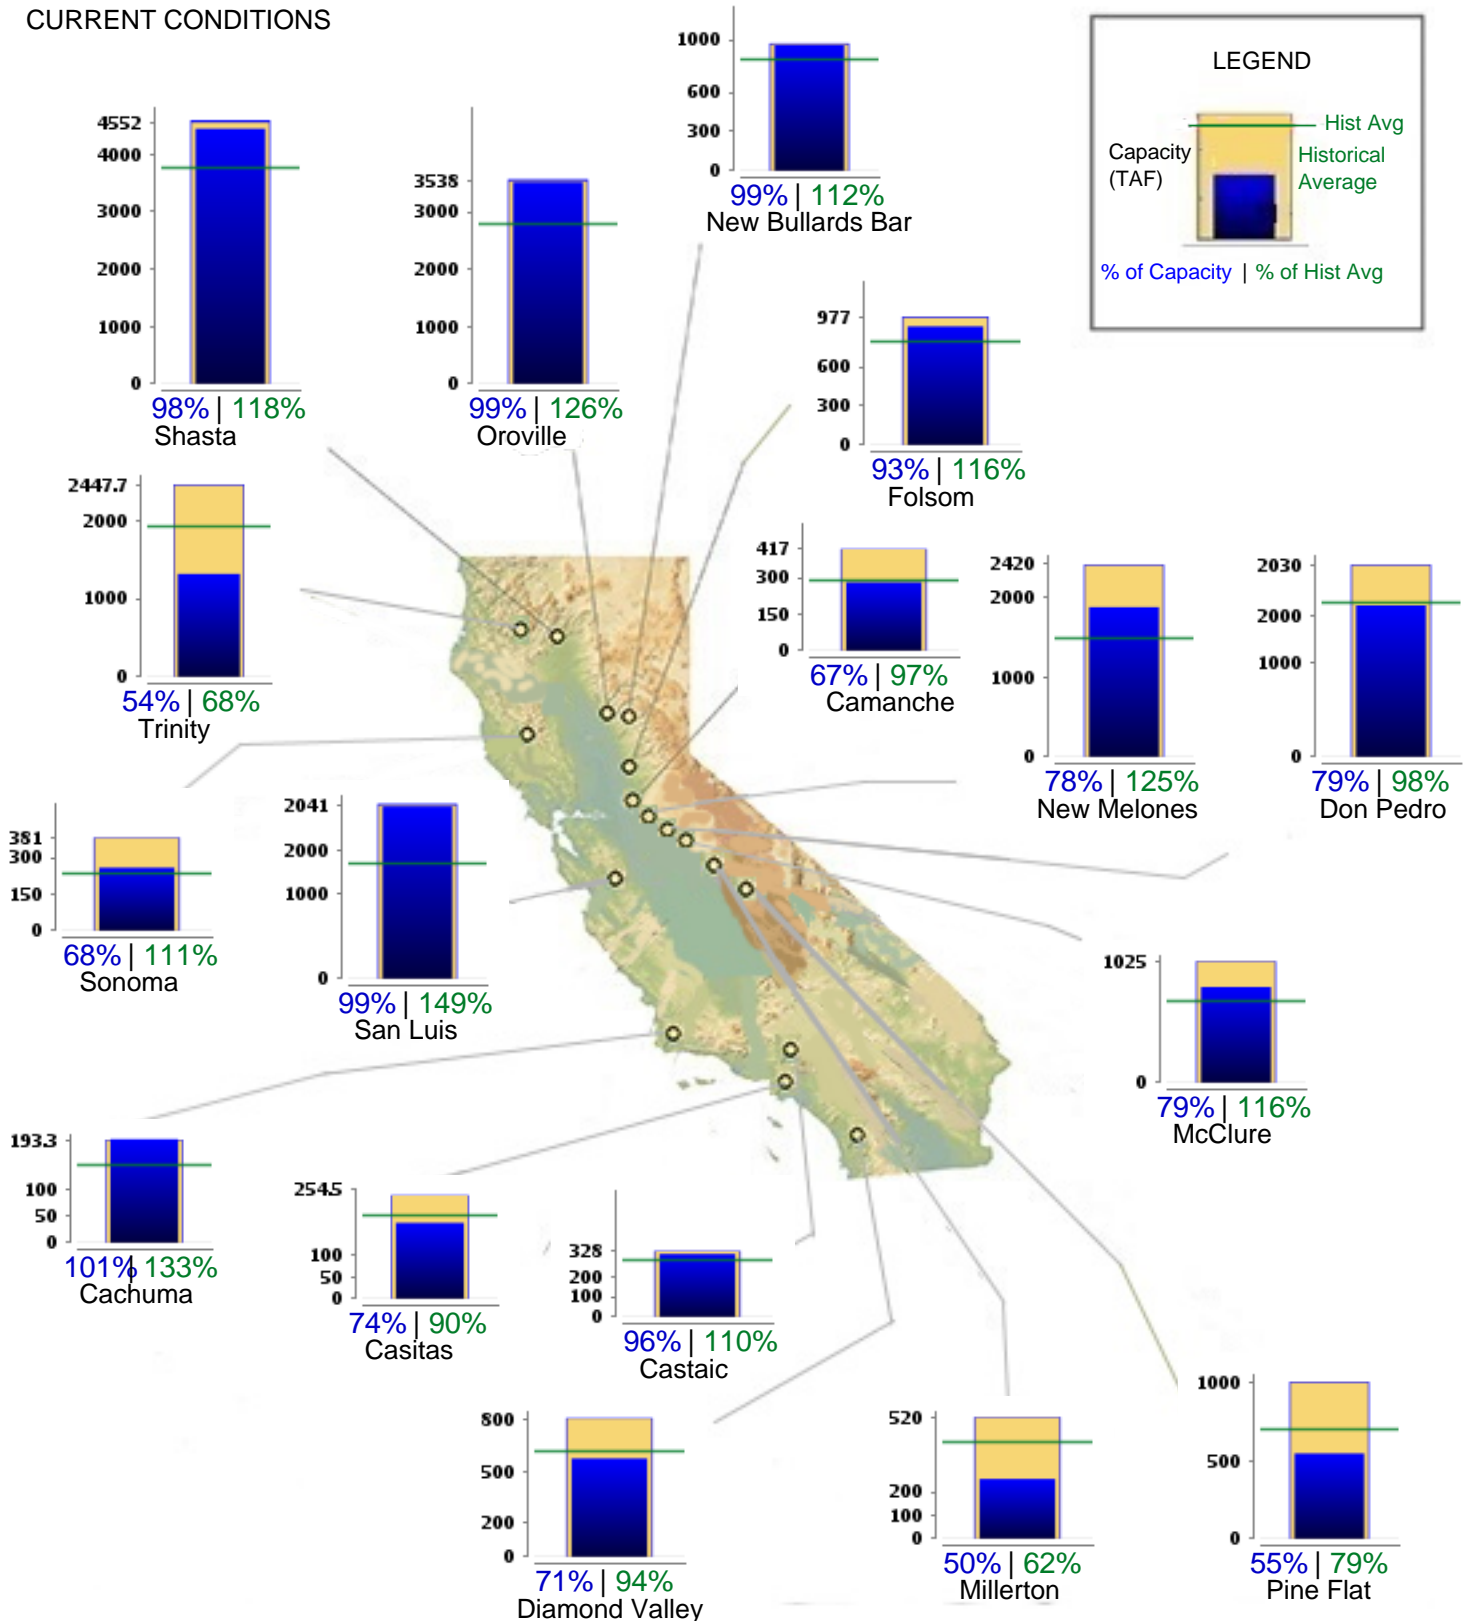 CURRENT CONDITIONS
LEGEND
Hist Avg
Capacity
(TAF)
Historical
Average
% of Capacity | % of Hist Avg
1000
600
300
0
99% | 112%
New Bullards Bar
4552
4000
3000
2000
1000
0
98% | 118%
Shasta
3538
3000
2000
1000
0
99% | 126%
Oroville
977
600
300
0
93% | 116%
Folsom
2447.7
2000
1000
0
54% | 68%
Trinity
417
300
150
0
67% | 97%
Camanche
2420
2000
1000
0
78% | 125%
New Melones
2030
2000
1000
0
79% | 98%
Don Pedro
381
300
150
0
68% | 111%
Sonoma
2041
2000
1000
0
99% | 149%
San Luis
1025
0
79% | 116%
McClure
193.3
100
50
0
101% | 133%
Cachuma
254.5
100
50
0
74% | 90%
Casitas
328
200
100
0
96% | 110%
Castaic
800
500
200
0
71% | 94%
Diamond Valley
520
200
100
0
50% | 62%
Millerton
1000
500
0
55% | 79%
Pine Flat